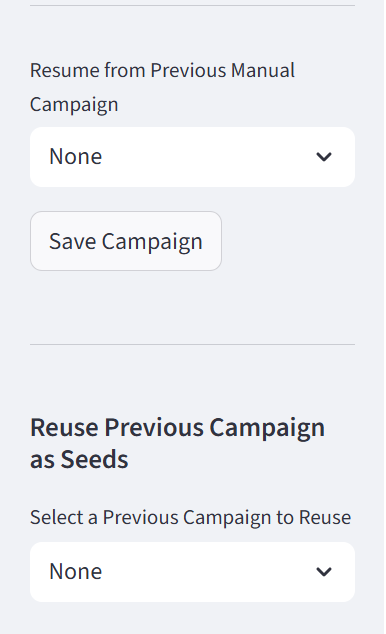 Resume from Previous Manual
Campaign
None
Save Campaign
Reuse Previous Campaign
as Seeds
Select a Previous Campaign to Reuse
None